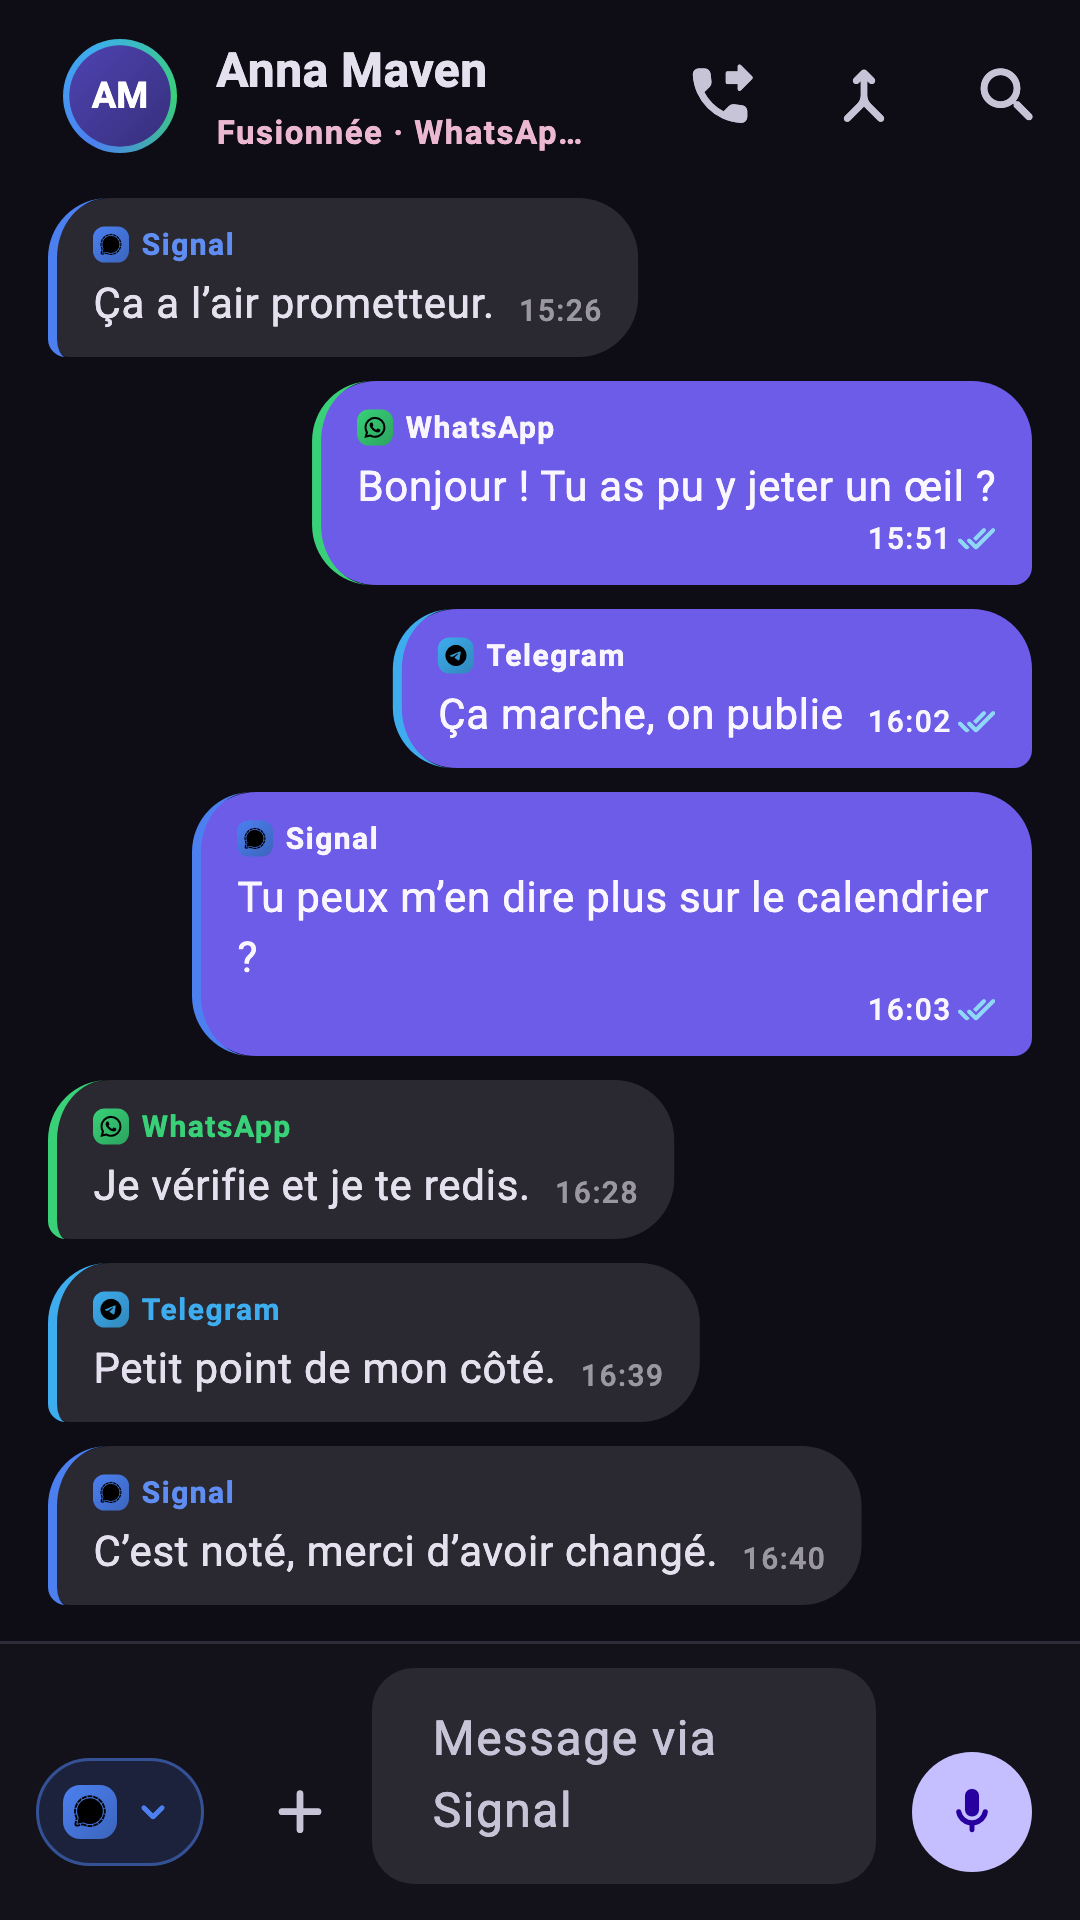 AM
Anna Maven
Fusionnée · WhatsAp…
Signal
Ça a l’air prometteur. 15:26
WhatsApp
Bonjour ! Tu as pu y jeter un œil ?
15:51
Telegram
Ça marche, on publie 16:02
Signal
Tu peux m’en dire plus sur le calendrier
?
16:03
WhatsApp
Je vérifie et je te redis. 16:28
Telegram
Petit point de mon côté. 16:39
Signal
C’est noté, merci d’avoir changé. 16:40
Message via
Signal